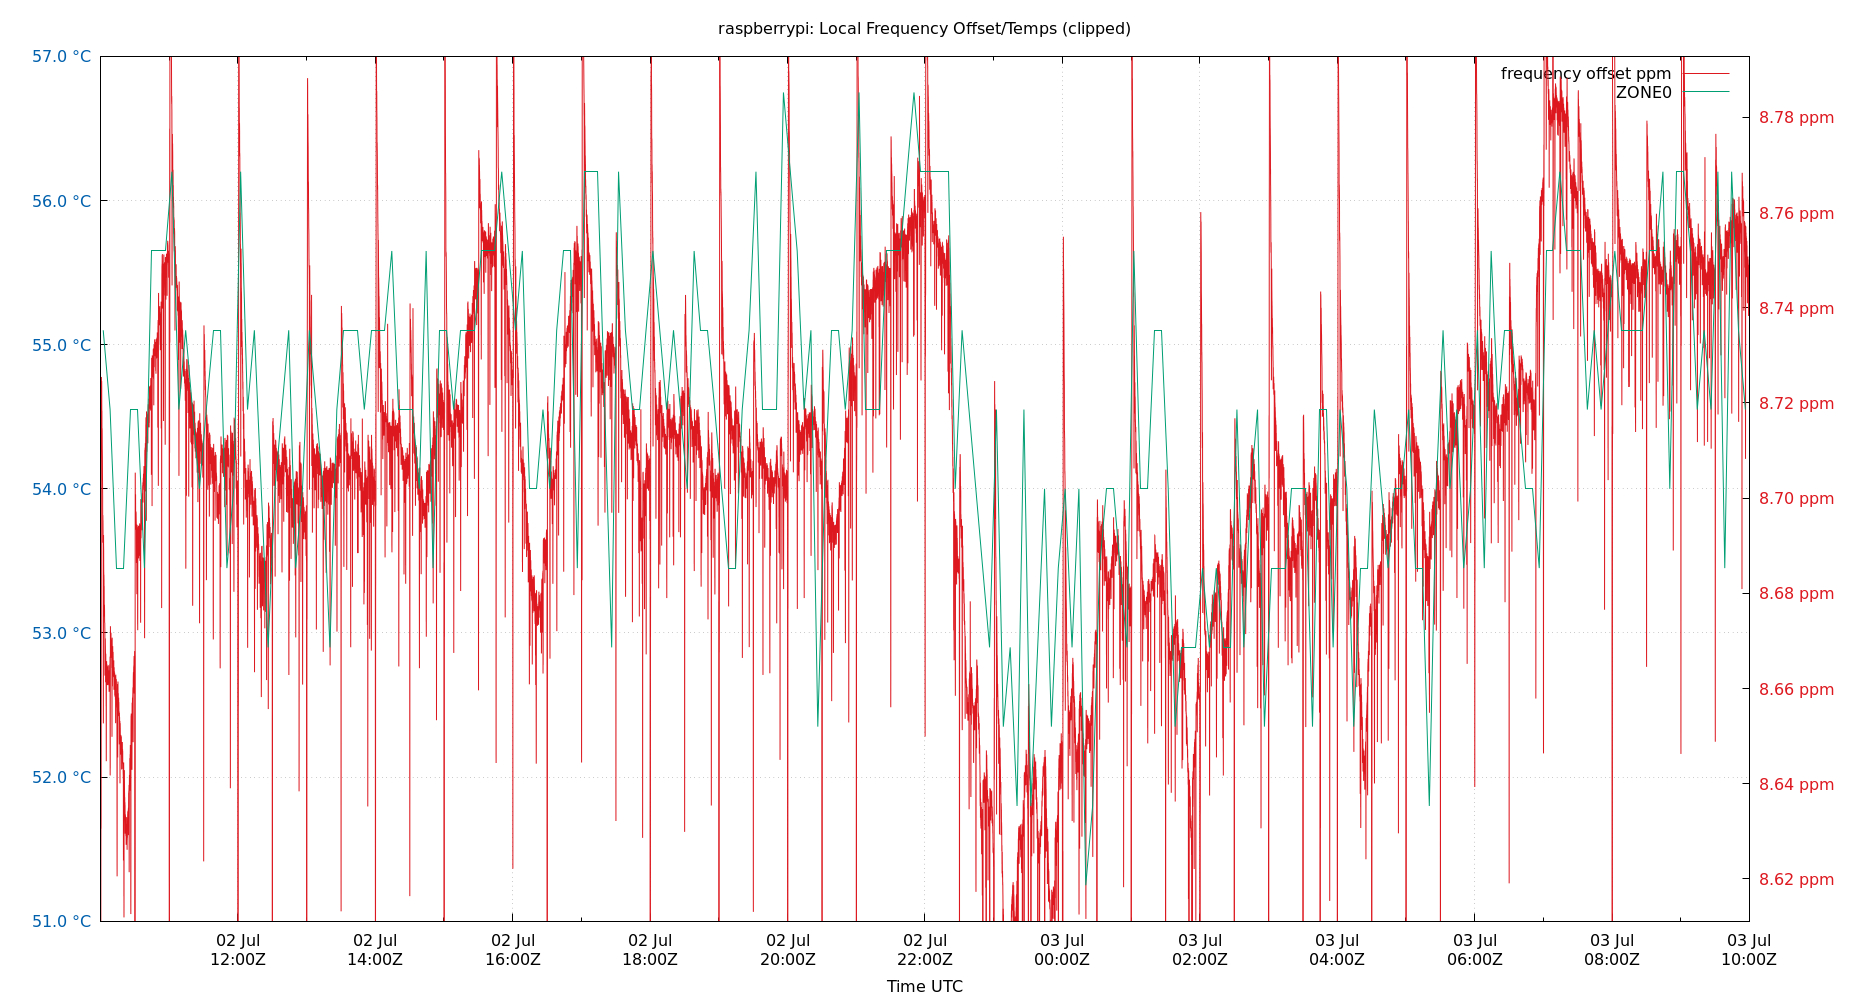 raspberrypi: Local Frequency Offset/Temps (clipped)
57.0 °C
56.0 °C
55.0 °C
54.0 °C
53.0 °C
52.0 °C
51.0 °C
frequency offset ppm
ZONE0
8.78 ppm
8.76 ppm
8.74 ppm
8.72 ppm
8.70 ppm
8.68 ppm
8.66 ppm
8.64 ppm
8.62 ppm
02 Jul 02 Jul 02 Jul 02 Jul 02 Jul 02 Jul 03 Jul 03 Jul 03 Jul 03 Jul 03 Jul 03 Jul
12:00Z 14:00Z 16:00Z 18:00Z 20:00Z 22:00Z 00:00Z 02:00Z 04:00Z 06:00Z 08:00Z 10:00Z
Time UTC